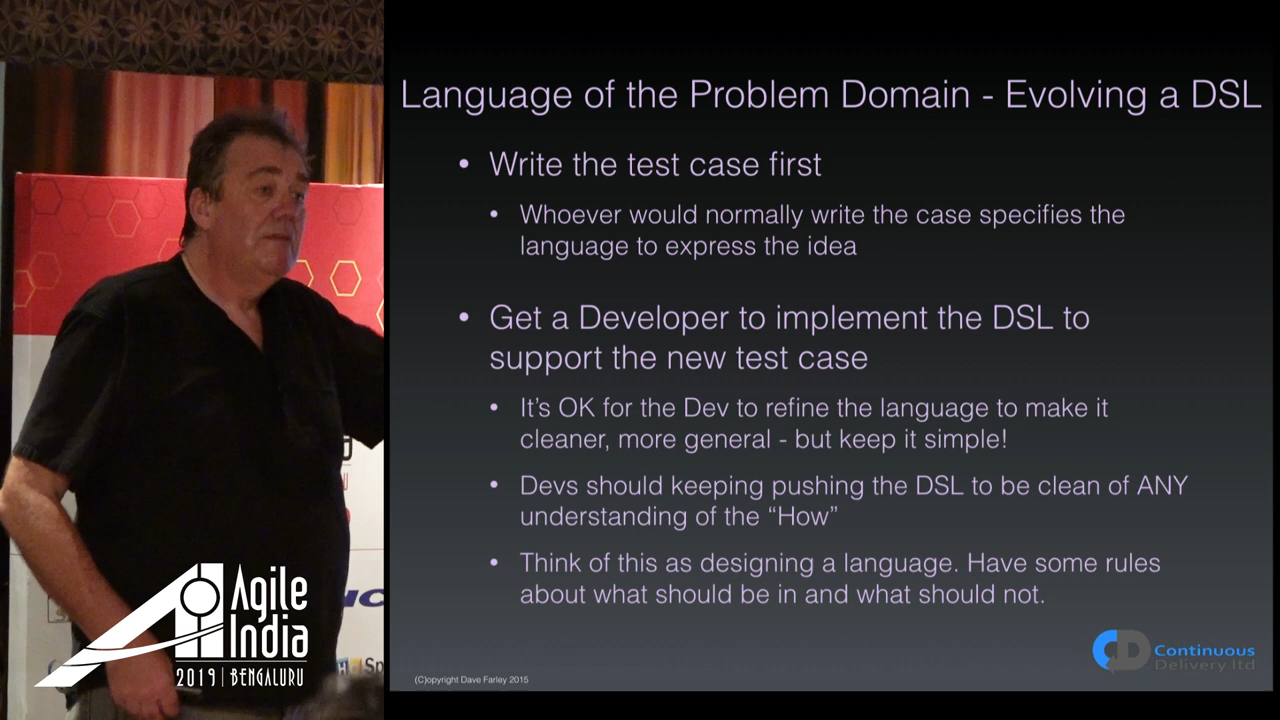 Language of the Problem Domain - Evolving a DSL
• Write the test case first
• Whoever would normally write the case specifies the
language to express the idea
• Get a Developer to implement the DSL to
support the new test case
• It's OK for the Dev to refine the language to make it
cleaner, more general - but keep it simple!
• Devs should keeping pushing the DSL to be clean of ANY
understanding of the “How”
• Think of this as designing a language. Have some rules
about what should be in and what should not.
Continuous
Delivery ltd
(C)opyright Dave Farley 2015
Agile
India
2019 | BENGALURU